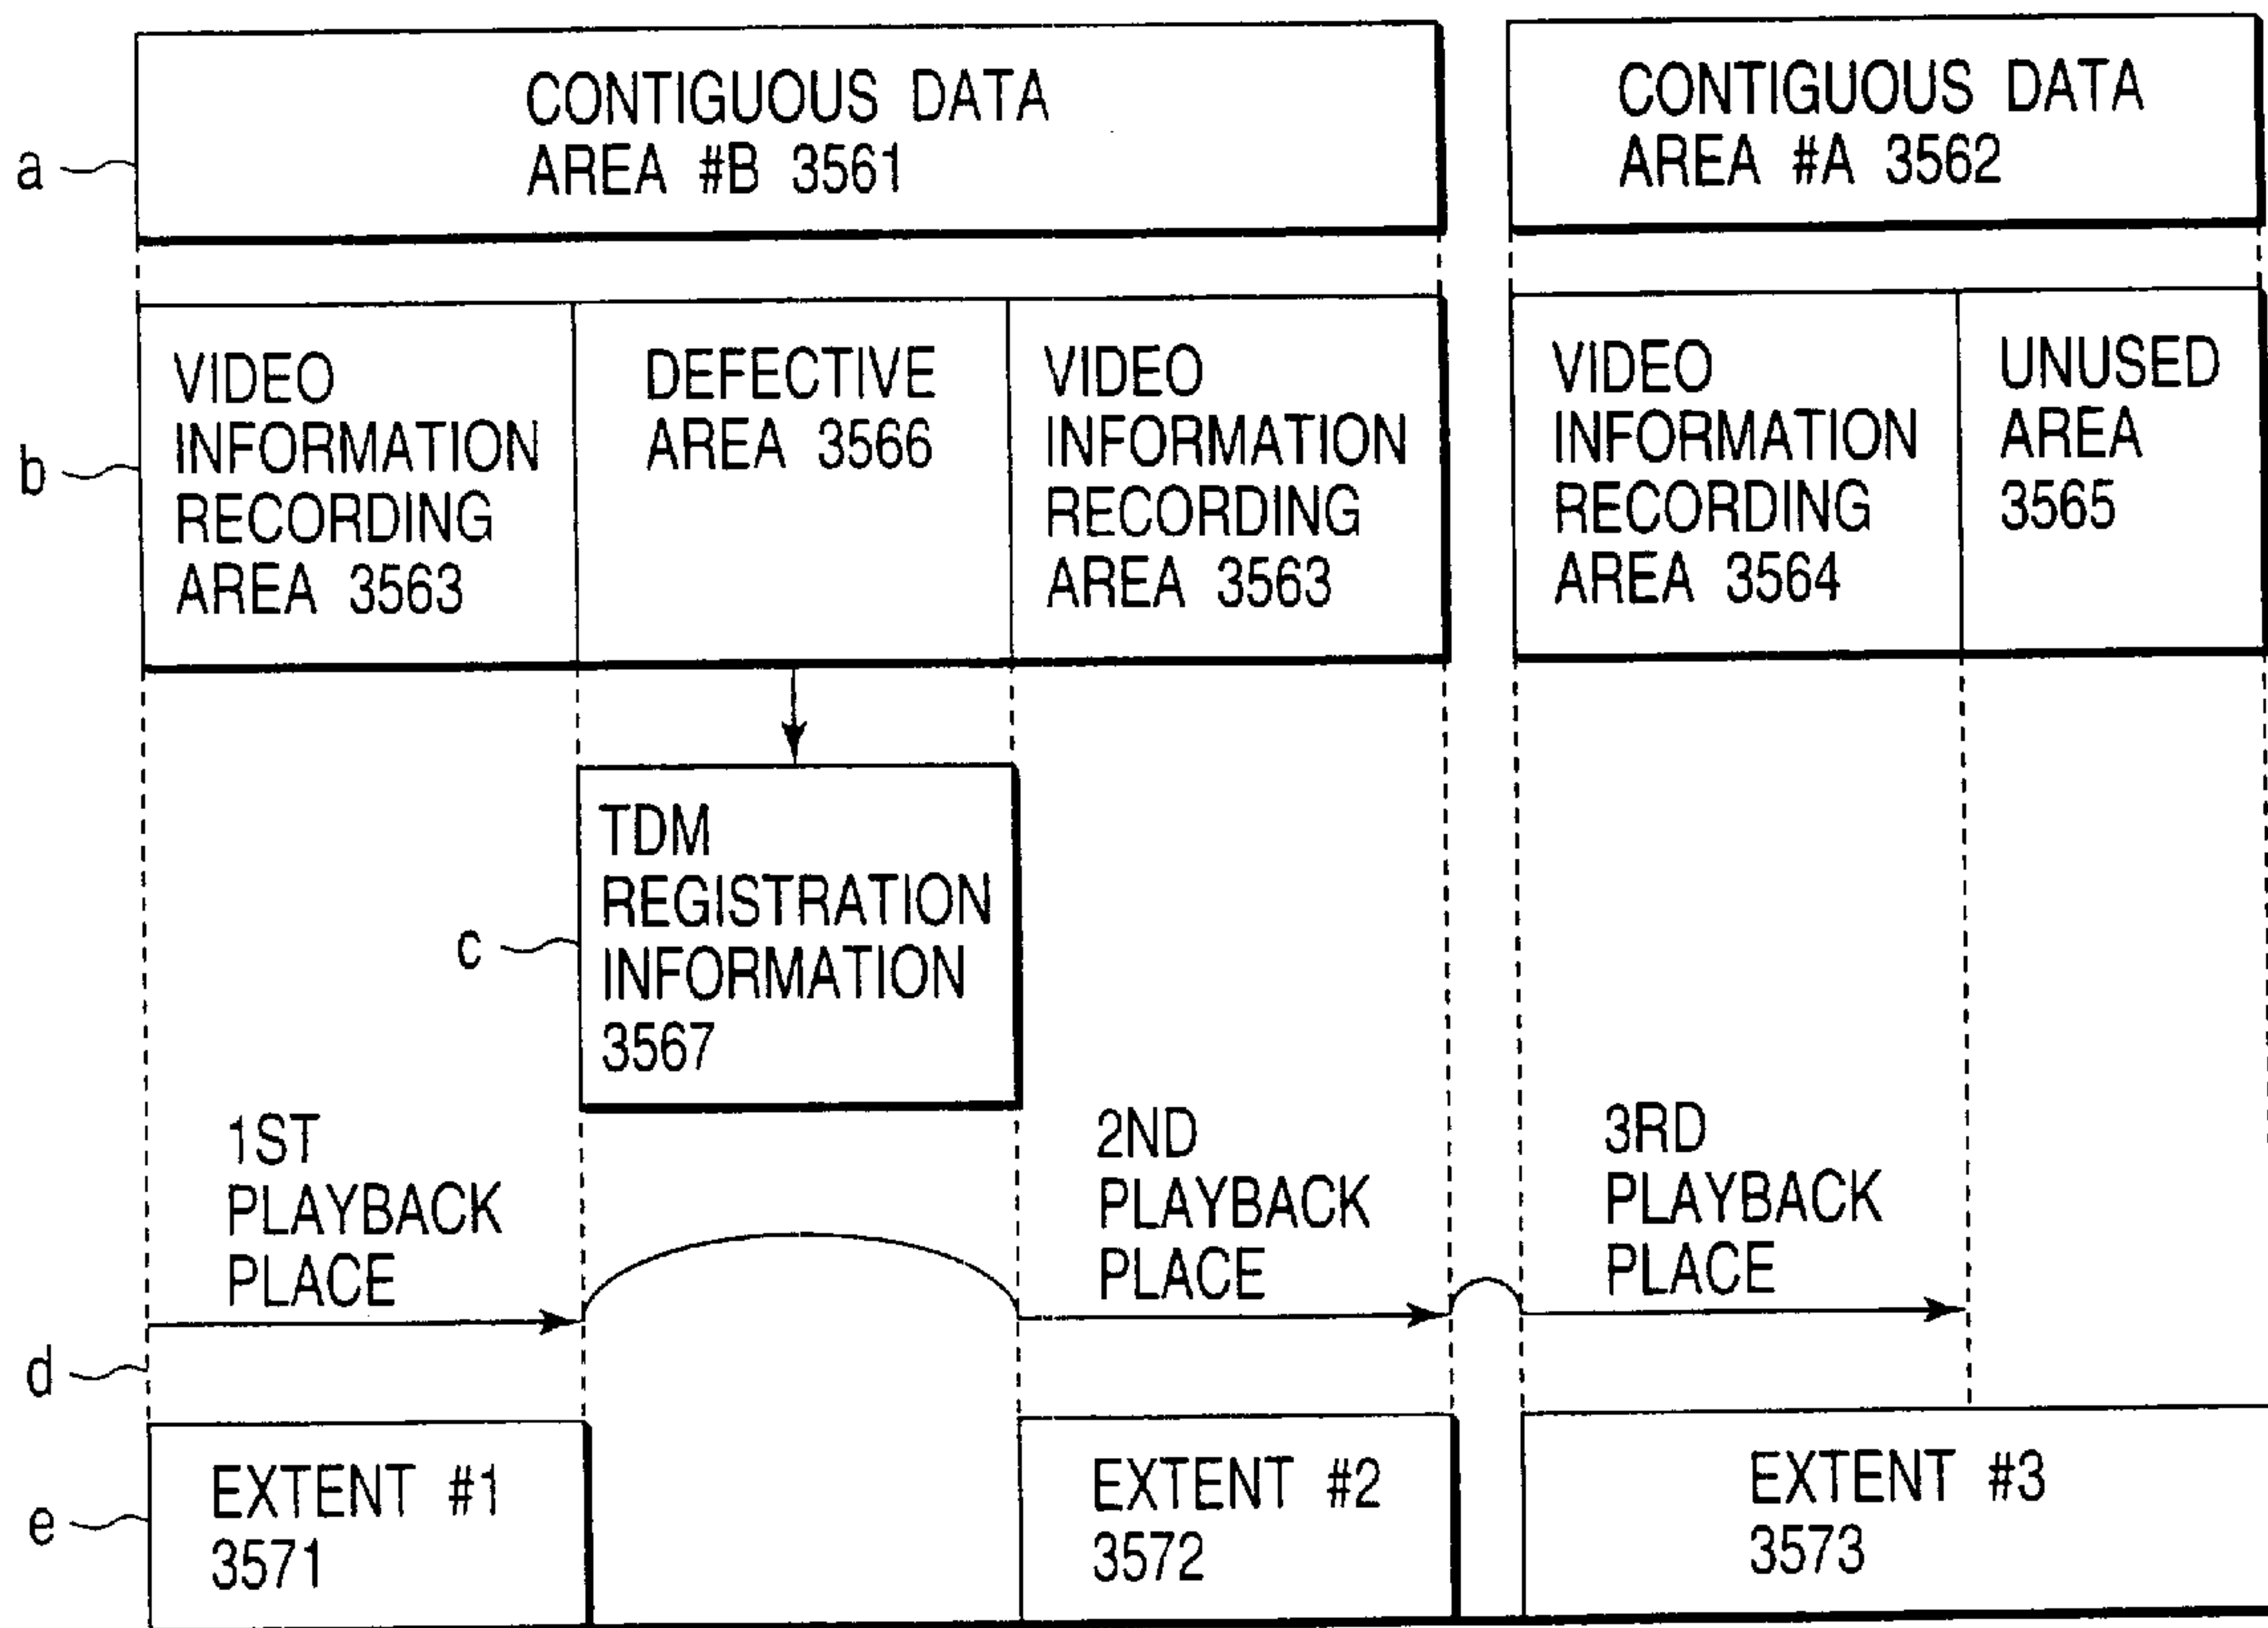 CONTIGUOUS DATA
AREA #B 3561
CONTIGUOUS DATA
AREA #A 3562
a
VIDEO
INFORMATION
RECORDING
AREA 3563
DEFECTIVE
AREA 3566
VIDEO
INFORMATION
RECORDING
AREA 3563
VIDEO
INFORMATION
RECORDING
AREA 3564
UNUSED
AREA
3565
b
TDM
REGISTRATION
INFORMATION
3567
c
1ST
PLAYBACK
PLACE
2ND
PLAYBACK
PLACE
3RD
PLAYBACK
PLACE
d
EXTENT #1
3571
EXTENT #2
3572
EXTENT #3
3573
e